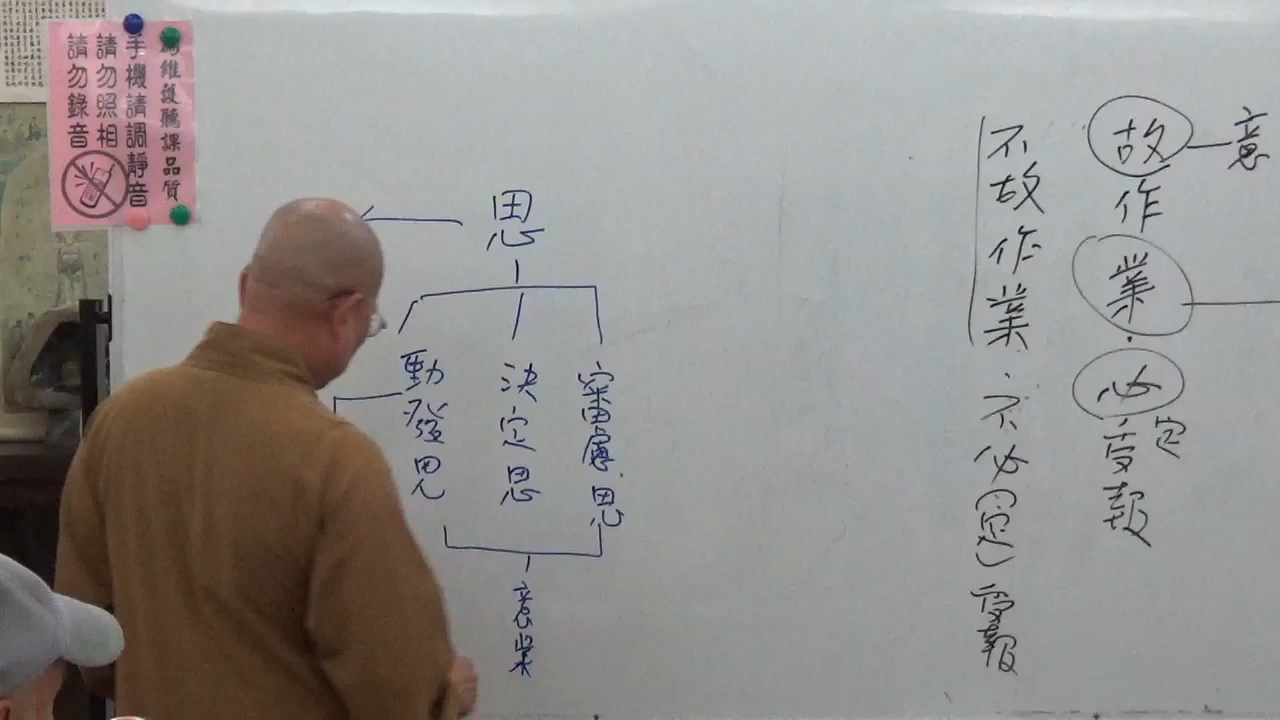 為維護聽課品質
手機請調靜音
請勿照相
請勿錄音
故作業·必定受報
意
不故作業·不必(定)受報
思
審慮思
決定思
動發思
意業